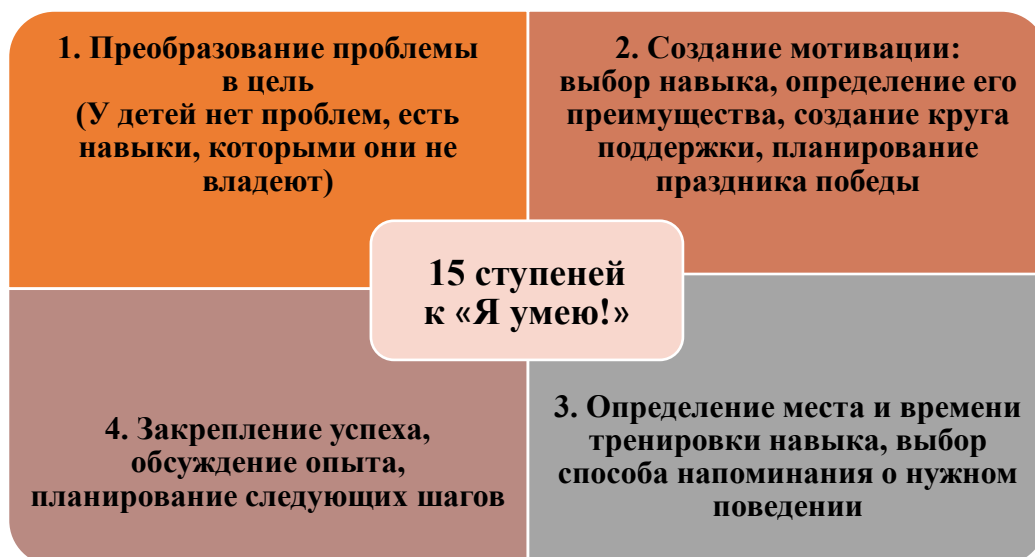 1. Преобразование проблемы
в цель
(У детей нет проблем, есть
навыки, которыми они не
владеют)
2. Создание мотивации:
выбор навыка, определение его
преимущества, создание круга
поддержки, планирование
праздника победы
15 ступеней
к «Я умею!»
4. Закрепление успеха,
обсуждение опыта,
планирование следующих шагов
3. Определение места и времени
тренировки навыка, выбор
способа напоминания о нужном
поведении